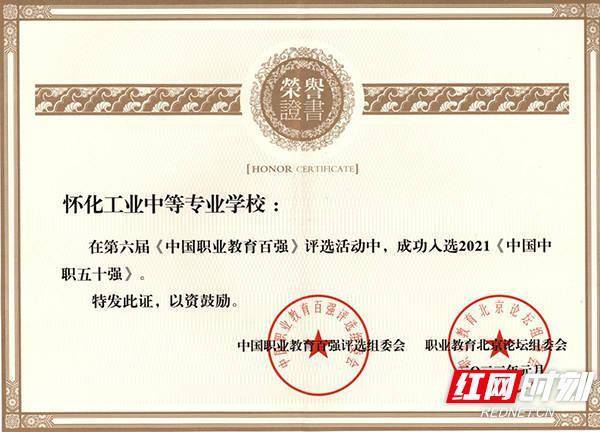 榮譽
證書
[HONOR CERTIFICATE]
怀化工业中等专业学校：
在第六届《中国职业教育百强》评选活动中，成功入选2021《中国中
职五十强》。
特发此证，以资鼓励。
中国职业教育百强评选组委会
职业教育北京论坛组委会
中国职业教育百强评选组委会
职业教育北京论坛组委会
二〇二二年元月
红网时刻
REDNET.CN